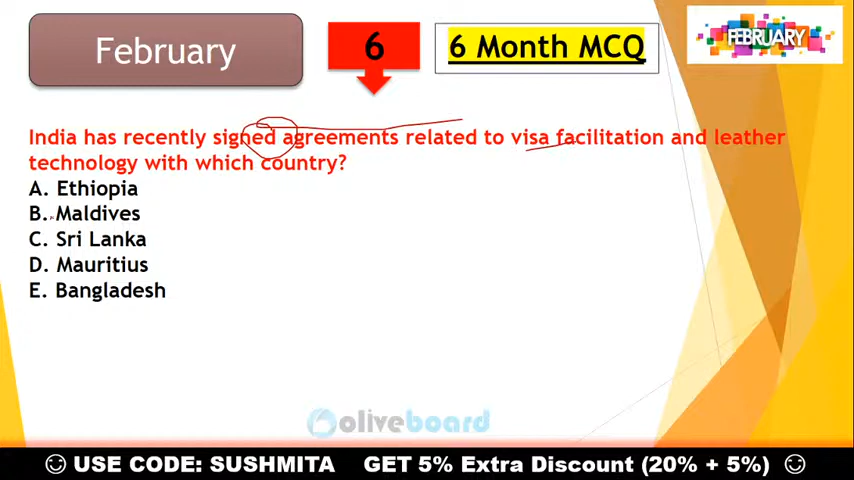 February
6
6 Month MCQ
FEBRUARY
India has recently signed agreements related to visa facilitation and leather
technology with which country?
A. Ethiopia
B. Maldives
C. Sri Lanka
D. Mauritius
E. Bangladesh
oliveboard
USE CODE: SUSHMITA GET 5% Extra Discount (20% + 5%)